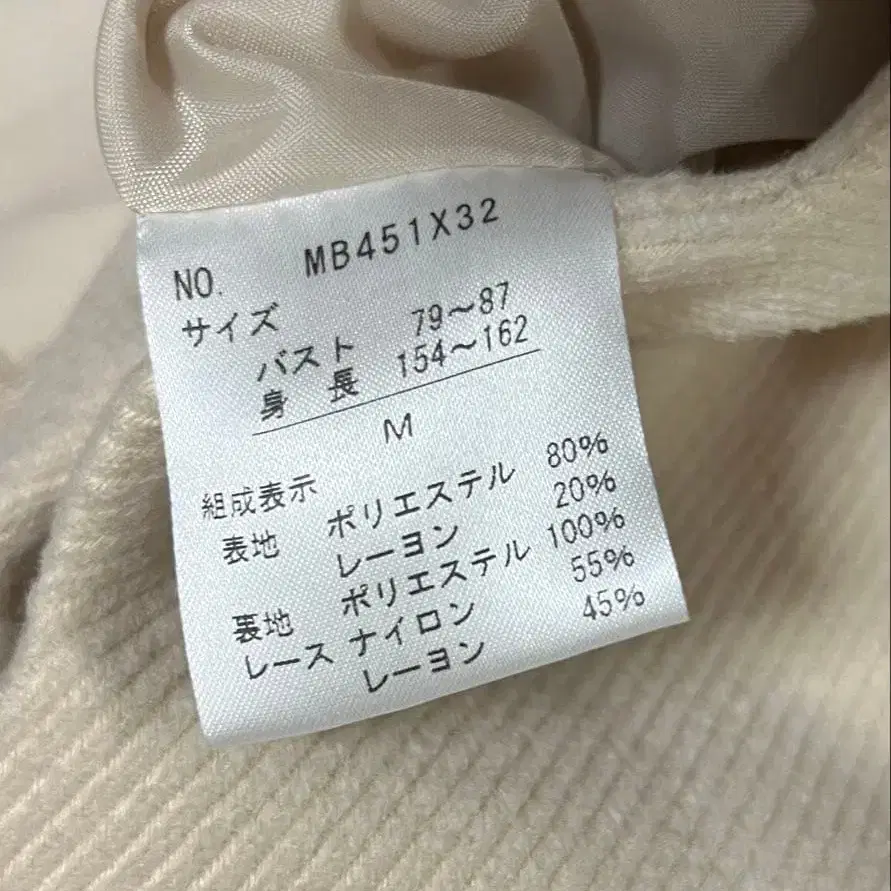 NO. MB451X32
サイズ
バスト 79～87
身長 154～162
M
組成表示
表地 ポリエステル 80%
レーヨン 20%
裏地 ポリエステル 100%
レース ナイロン 55%
レーヨン 45%